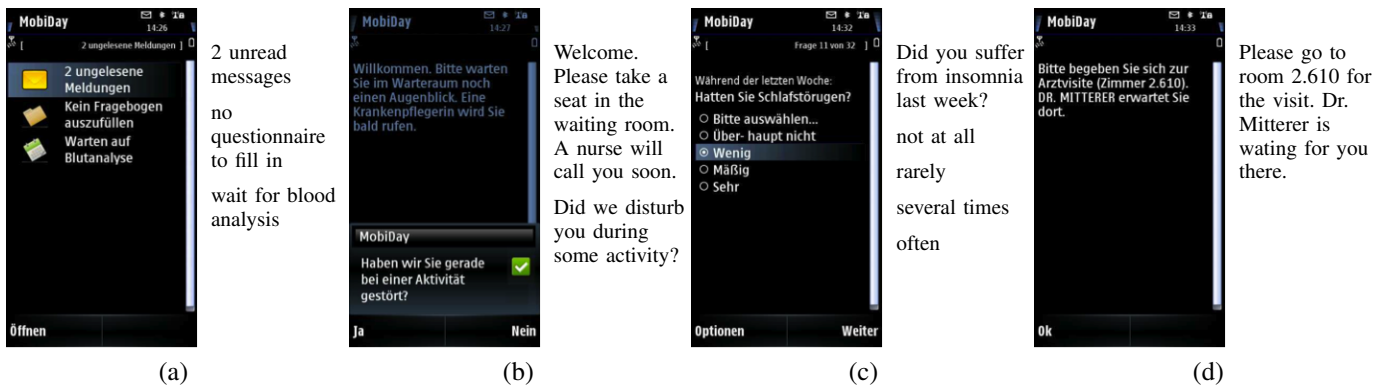 MobiDay
14:26
[ 2 ungelesene Meldungen ]
2 ungelesene
Meldungen
Kein Fragebogen
auszufüllen
Warten auf
Blutanalyse
Öffnen
2 unread
messages
no
questionnaire
to fill in
wait for blood
analysis
(a)
MobiDay
14:27
Willkommen. Bitte warten
Sie im Warteraum noch
einen Augenblick. Eine
Krankenpflegerin wird Sie
bald rufen.
MobiDay
Haben wir Sie gerade
bei einer Aktivität
gestört?
Ja Nein
Welcome.
Please take a
seat in the
waiting room.
A nurse will
call you soon.
Did we disturb
you during
some activity?
(b)
MobiDay
14:32
[ Frage 11 von 32 ]
Während der letzten Woche:
Hatten Sie Schlafstörugen?
Bitte auswählen...
Über- haupt nicht
Wenig
Mäßig
Sehr
Optionen Weiter
Did you suffer
from insomnia
last week?
not at all
rarely
several times
often
(c)
MobiDay
14:33
Bitte begeben Sie sich zur
Arztvisite (Zimmer 2.610).
DR. MITTERER erwartet Sie
dort.
Ok
Please go to
room 2.610 for
the visit. Dr.
Mitterer is
wating for you
there.
(d)